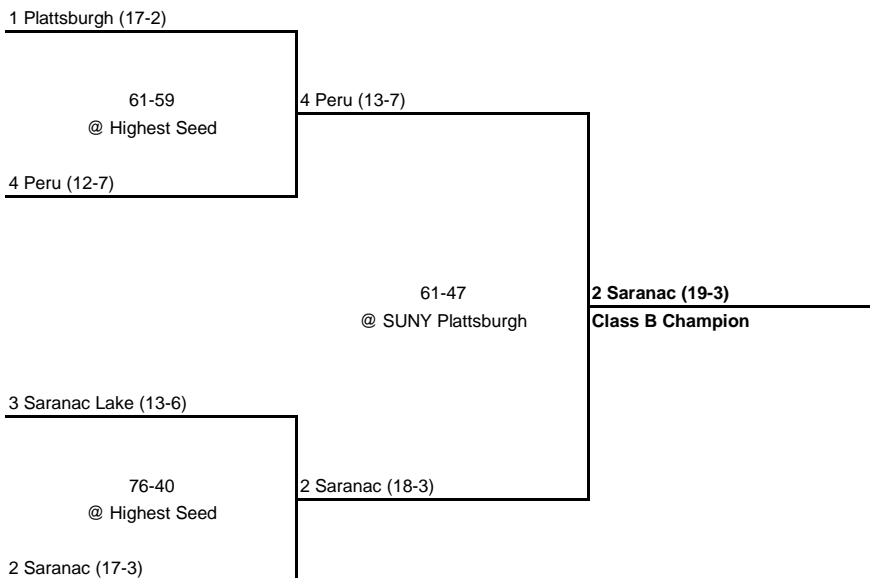 1 Plattsburgh (17-2)
61-59
@ Highest Seed
4 Peru (13-7)
4 Peru (12-7)
61-47
@ SUNY Plattsburgh
2 Saranac (19-3)
Class B Champion
3 Saranac Lake (13-6)
76-40
@ Highest Seed
2 Saranac (18-3)
2 Saranac (17-3)